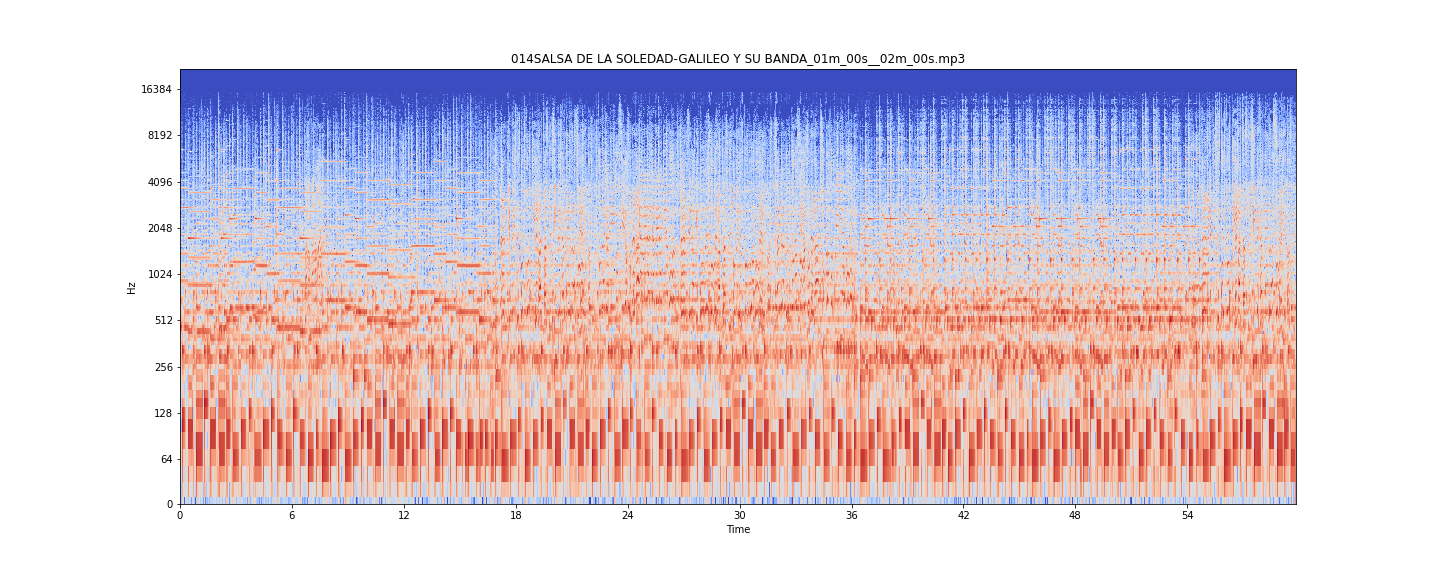 014SALSA DE LA SOLEDAD-GALILEO Y SU BANDA_01m_00s__02m_00s.mp3
16384
8192
4096
2048
1024
512
256
128
64
0
Hz
0 6 12 18 24 30 36 42 48 54
Time